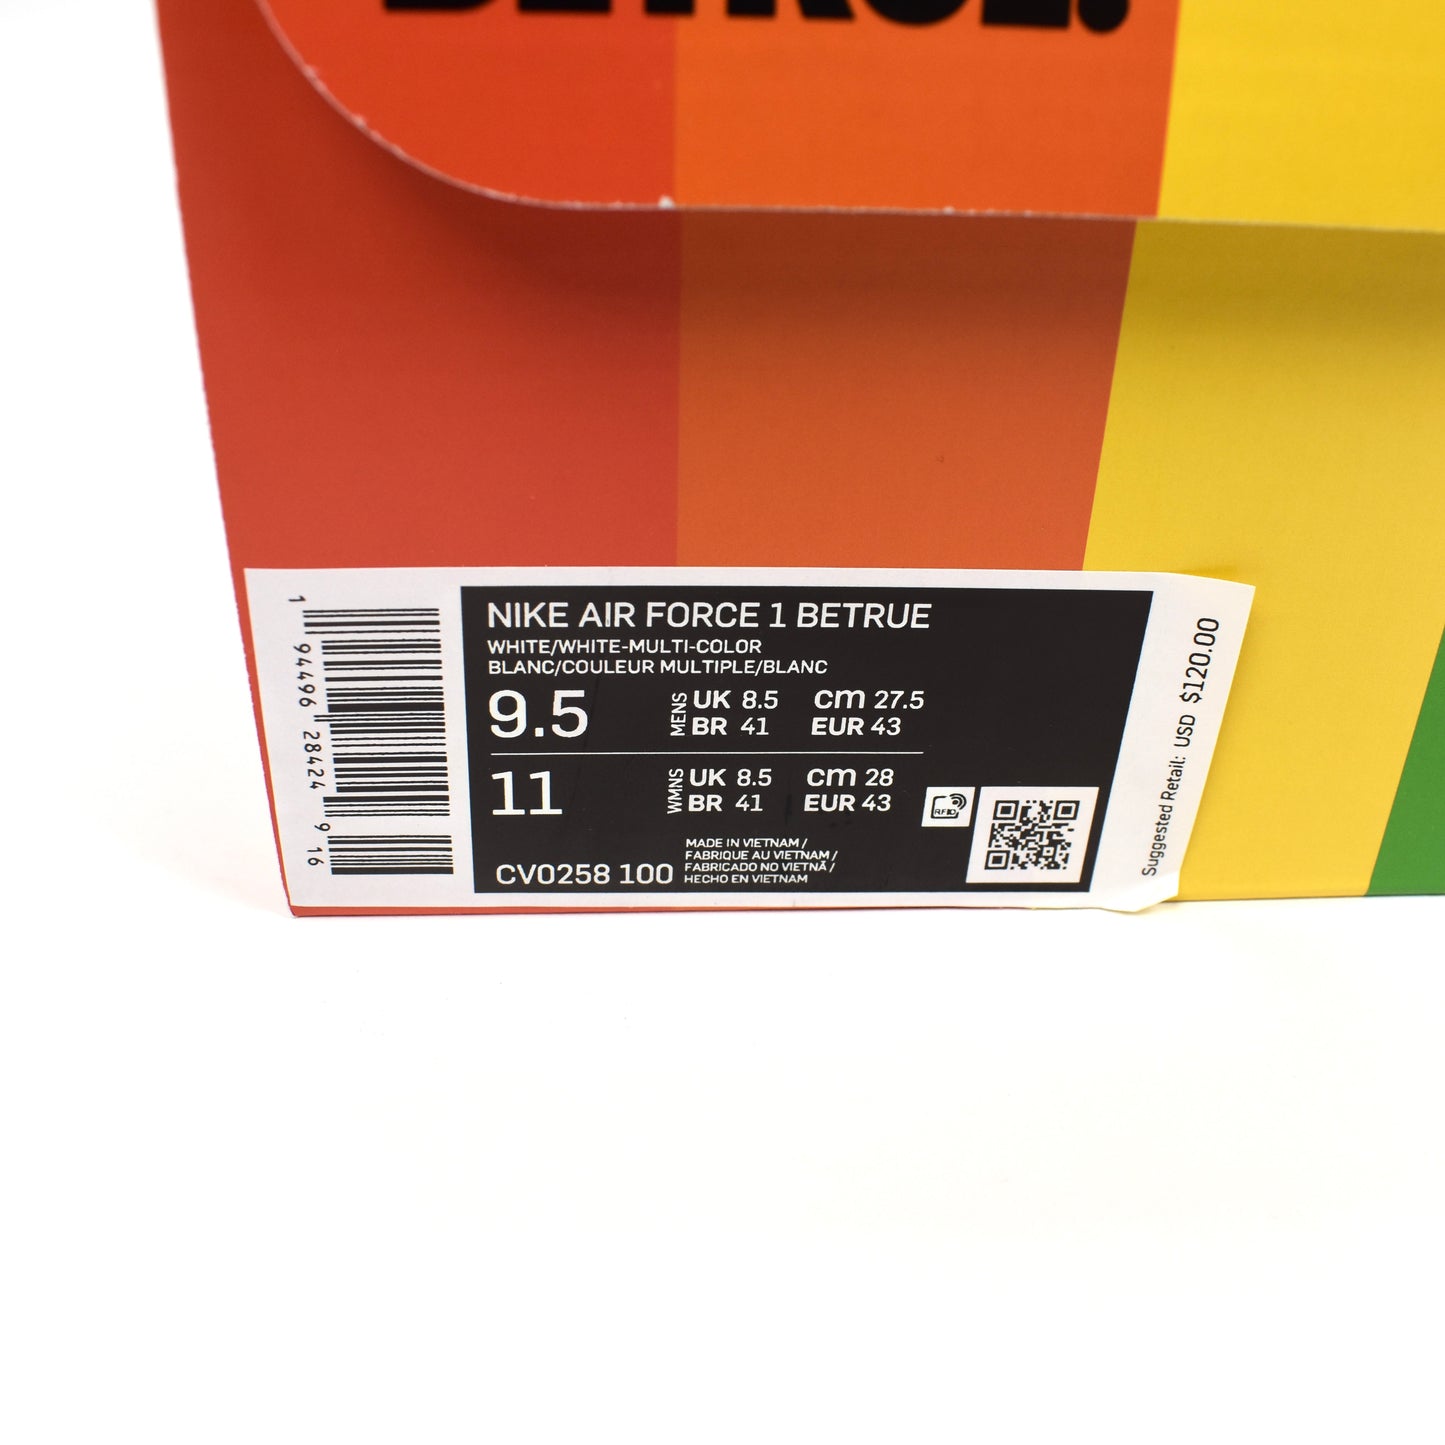 BETRUE.
NIKE AIR FORCE 1 BETRUE
WHITE/WHITE-MULTI-COLOR
BLANC/COULEUR MULTIPLE/BLANC
9.5 MENS UK 8.5 cm 27.5
BR 41 EUR 43
11 WMNS UK 8.5 cm 28
BR 41 EUR 43
RFID
CV0258 100
MADE IN VIETNAM /
FABRIQUE AU VIETNAM /
FABRICADO NO VIETNÃ /
HECHO EN VIETNAM
1 94496 28424 9 16
Suggested Retail: USD $120.00